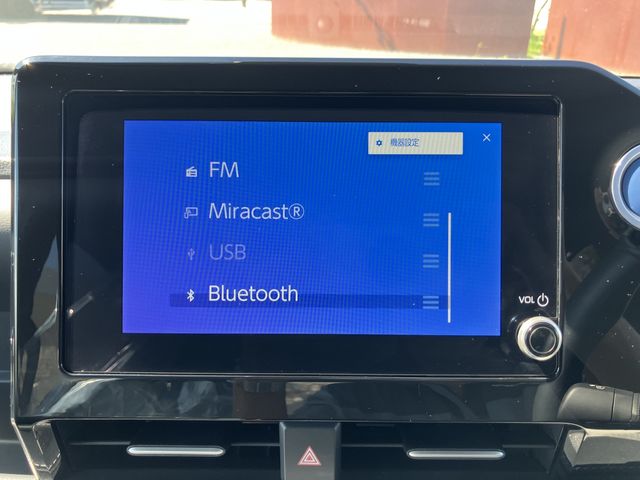 機器設定
FM
Miracast®
USB
Bluetooth
VOL